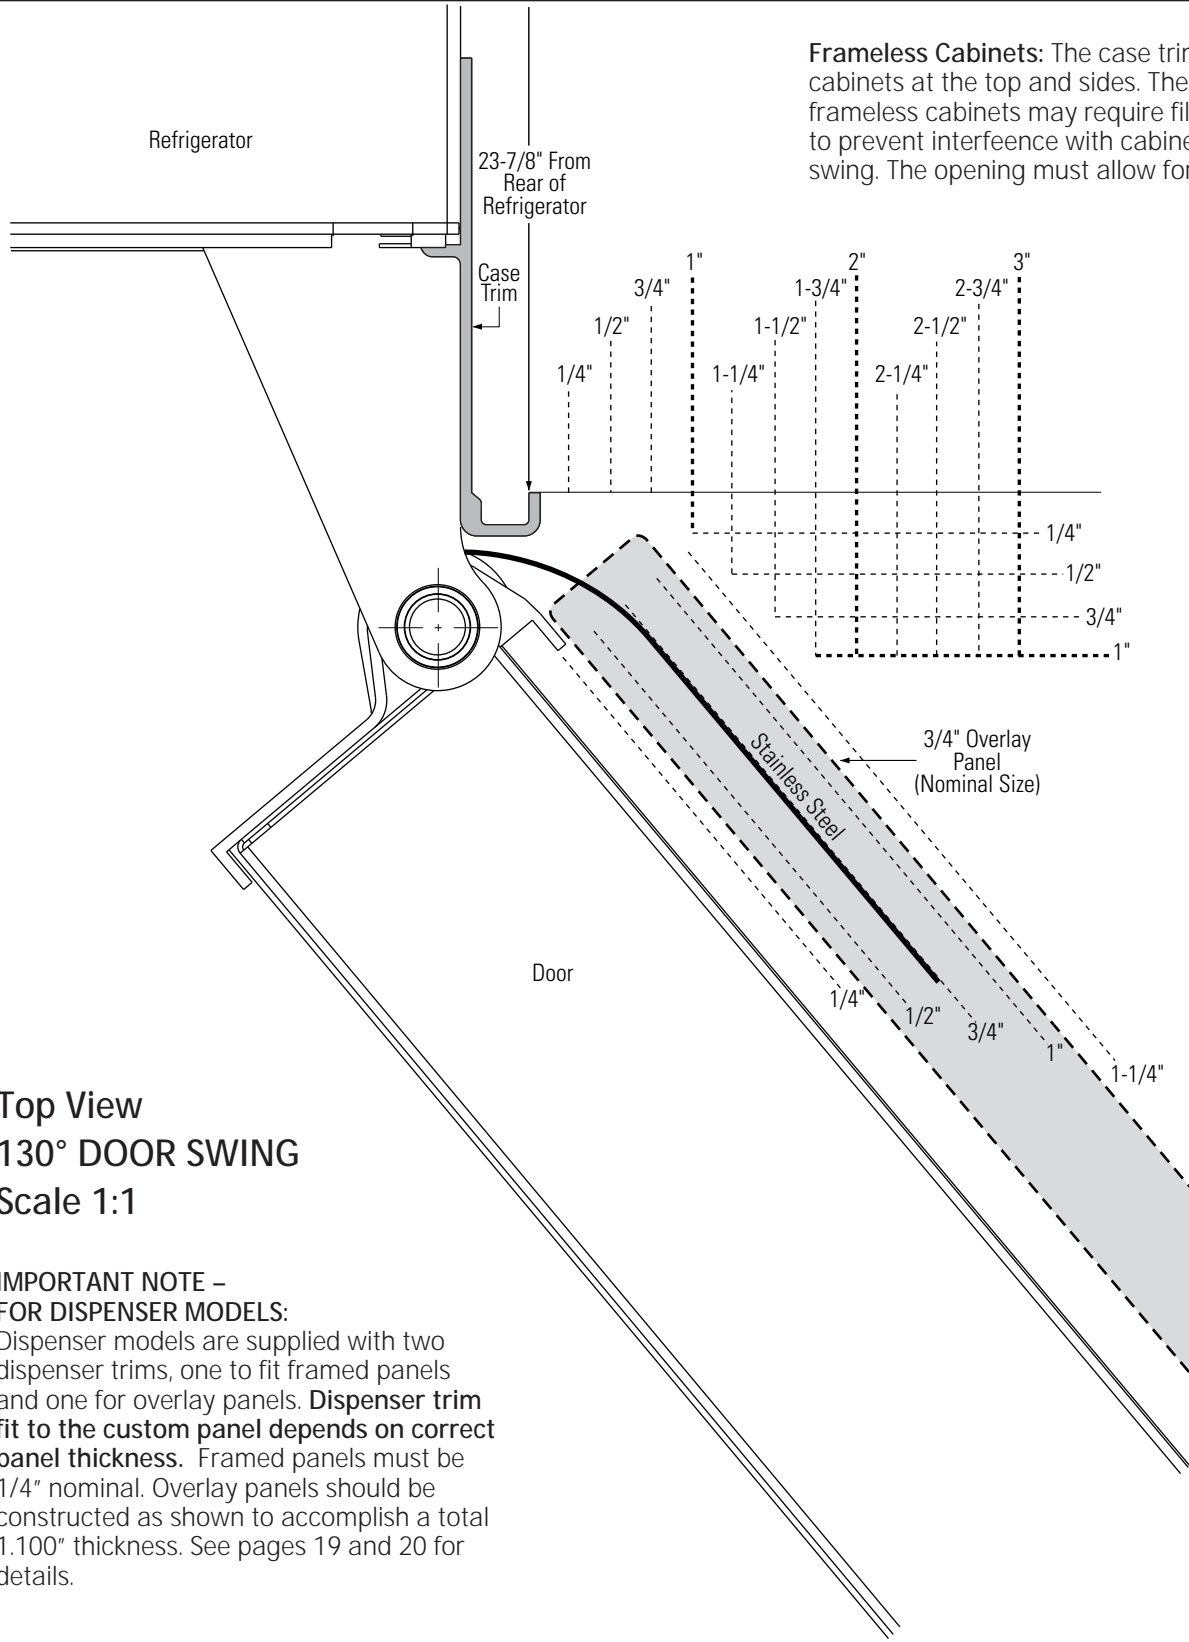 Frameless Cabinets: The case
cabinets at the top and sides. The
frameless cabinets may require
to prevent interfeence with
swing. The opening must allow for
Refrigerator
23-7/8" From
Rear of
Refrigerator
Case
Trim
1/4"
1/2"
3/4"
1"
1-1/4"
1-1/2"
1-3/4"
2"
2-1/4"
2-1/2"
2-3/4"
3"
1/4"
1/2"
3/4"
1"
3/4" Overlay
Panel
(Nominal Size)
Stainless Steel
Door
1/4"
1/2"
3/4"
1"
1-1/4"
Top View
130° DOOR SWING
Scale 1:1
IMPORTANT NOTE –
FOR DISPENSER MODELS:
Dispenser models are supplied with two
dispenser trims, one to fit framed panels
and one for overlay panels. Dispenser trim
fit to the custom panel depends on correct
panel thickness. Framed panels must be
1/4" nominal. Overlay panels should be
constructed as shown to accomplish a total
1.100" thickness. See pages 19 and 20 for
details.